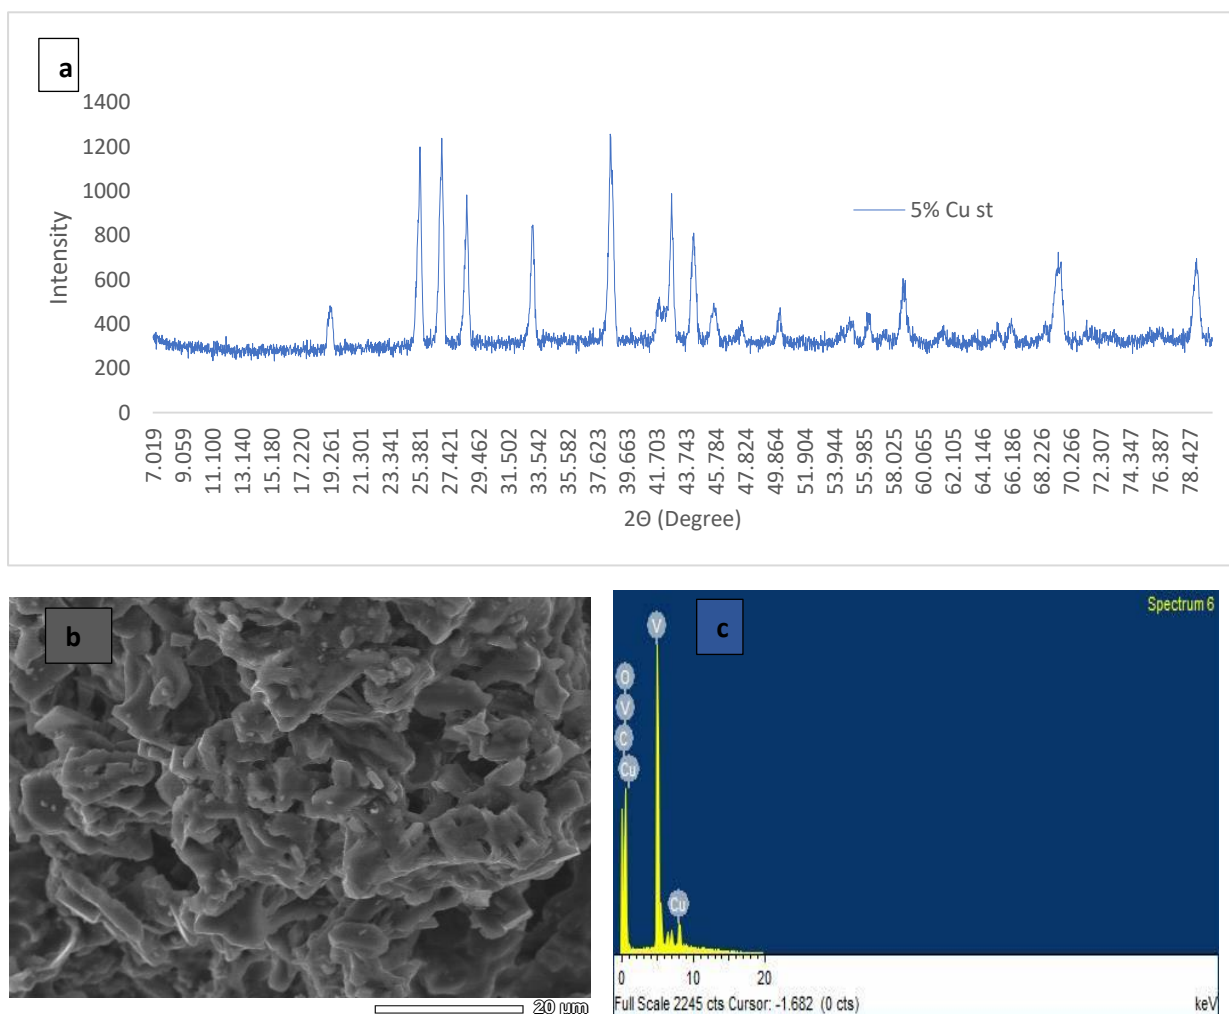 a
1400
1200
1000
800
600
400
200
0
Intensity
5% Cu st
7.019
9.059
11.100
13.140
15.180
17.220
19.261
21.301
23.341
25.381
27.421
29.462
31.502
33.542
35.582
37.623
39.663
41.703
43.743
45.784
47.824
49.864
51.904
53.944
55.985
58.025
60.065
62.105
64.146
66.186
68.226
70.266
72.307
74.347
76.387
78.427
2Θ (Degree)
b
20 µm
c
Spectrum 6
V
O
V
C
Cu
Cu
0 10 20
Full Scale 2245 cts Cursor: -1.682 (0 cts) keV